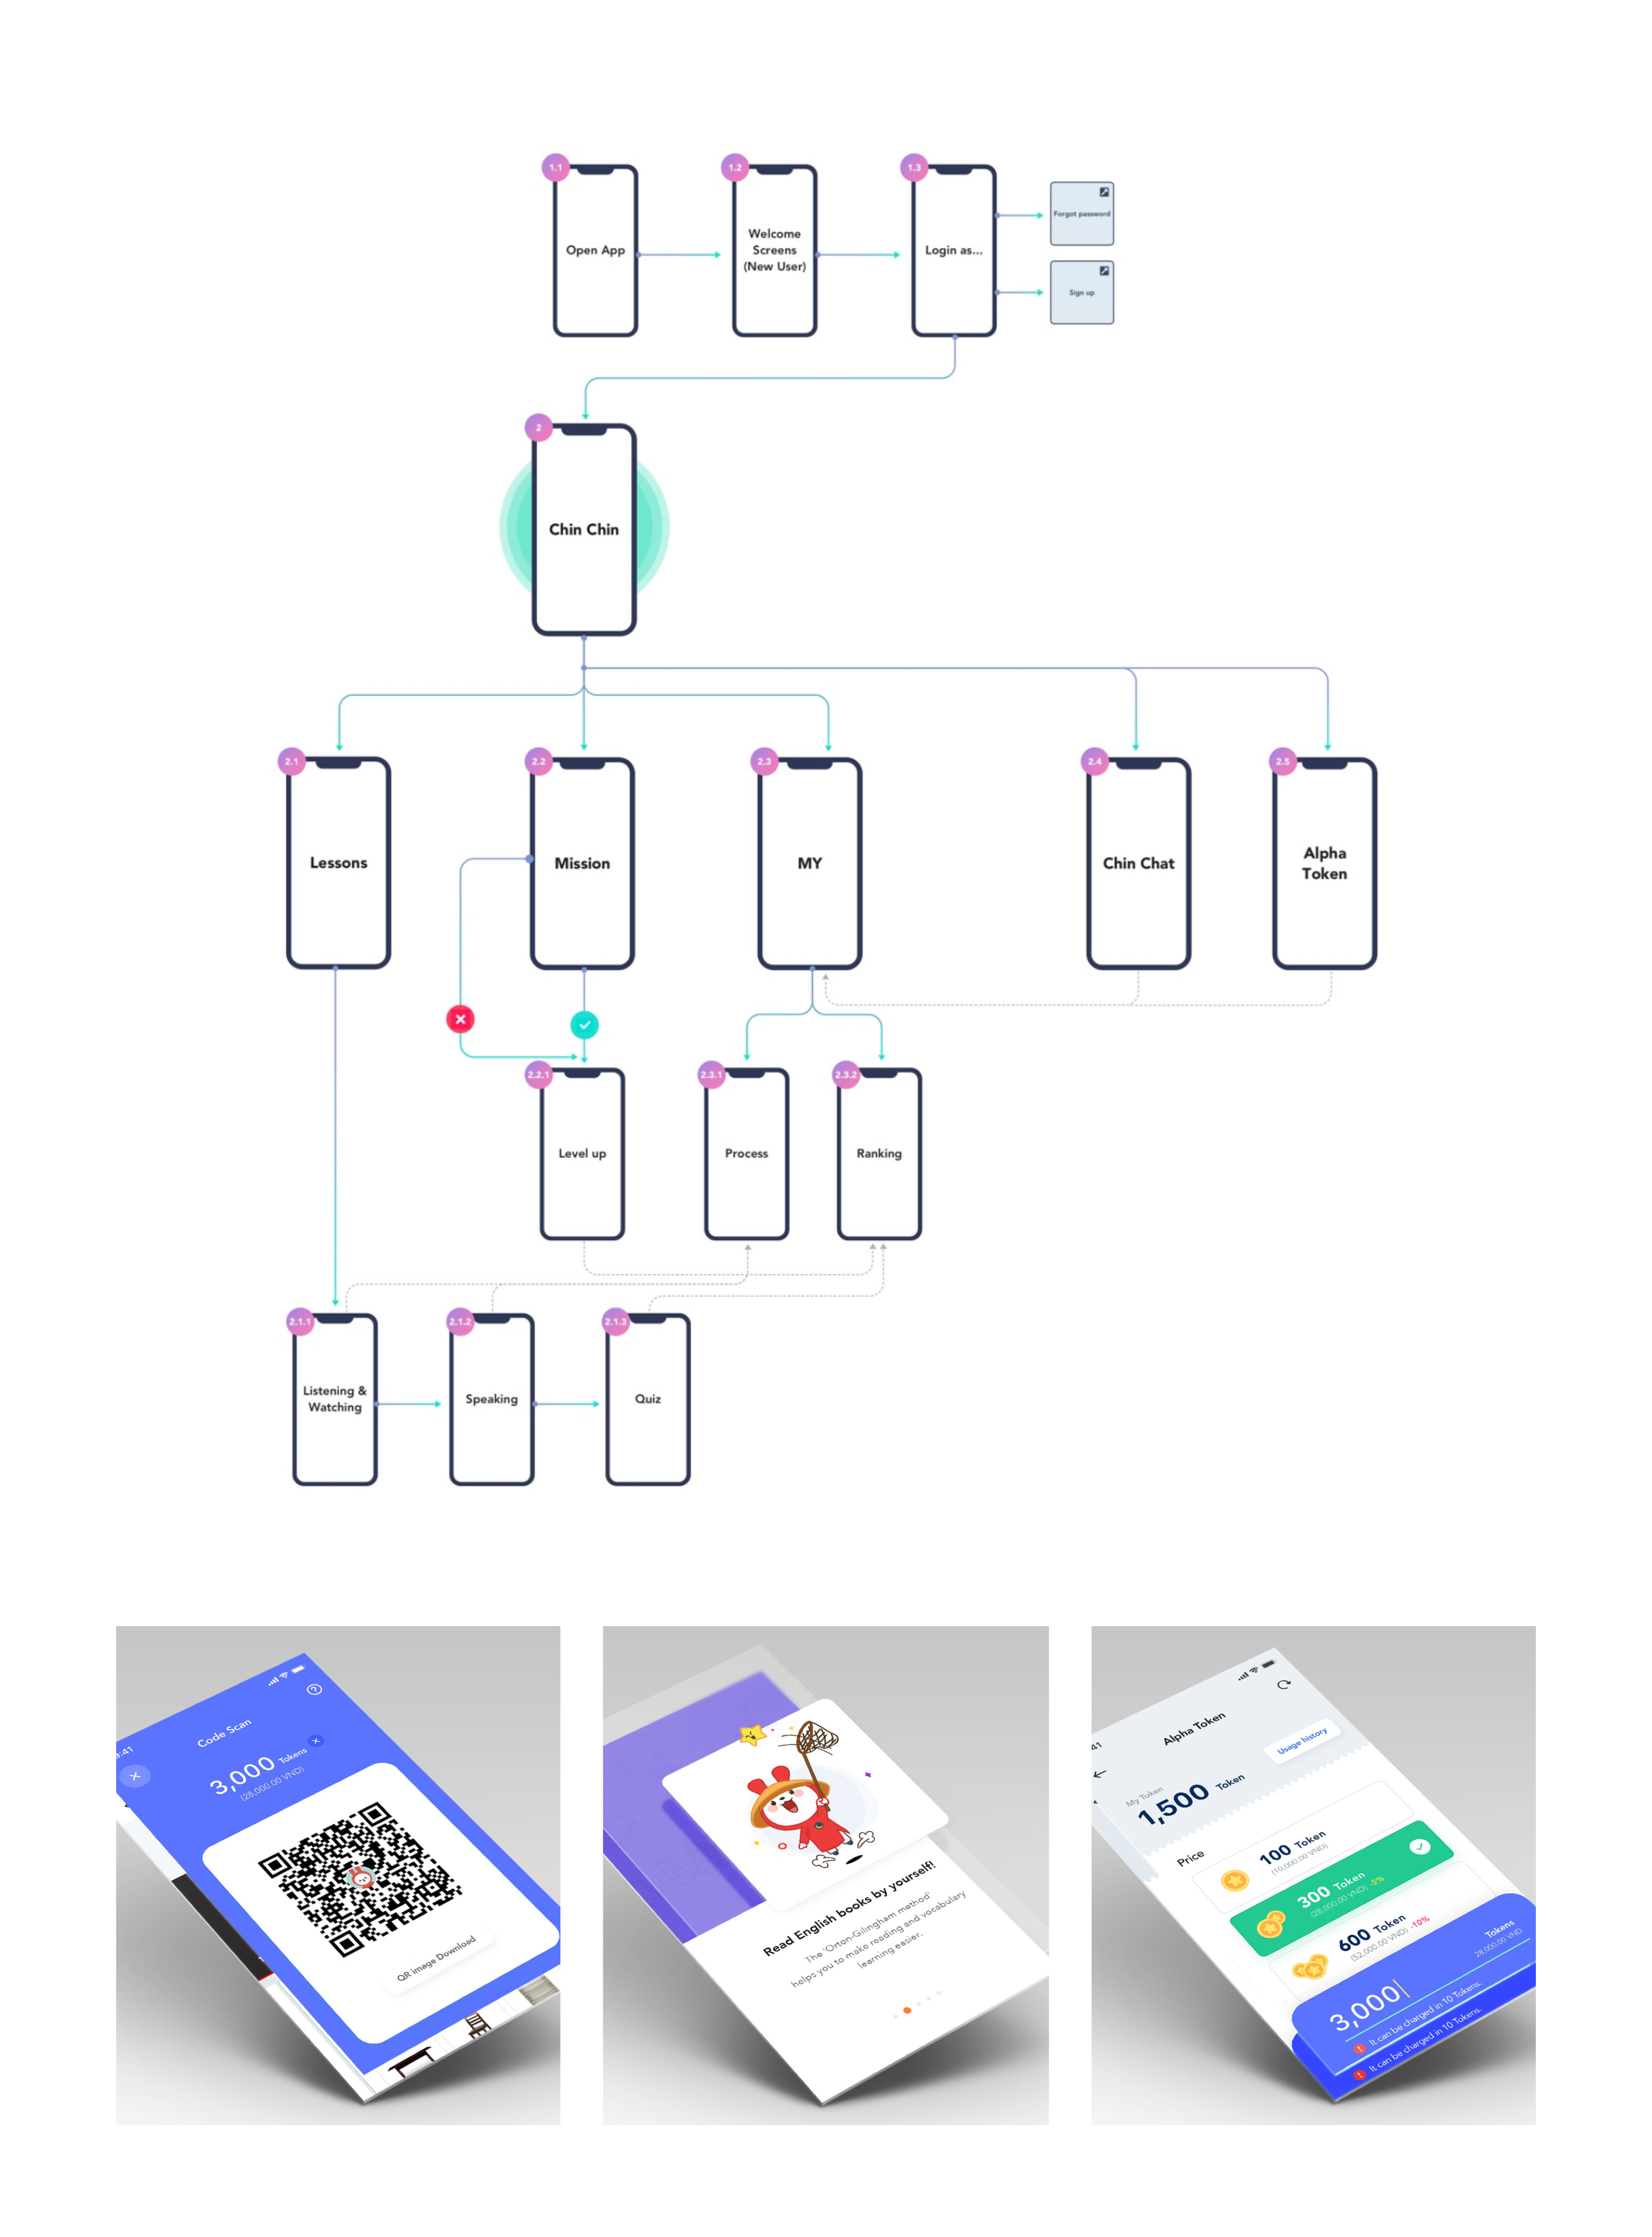 1.1
Open App
1.2
Welcome
Screens
(New User)
1.3
Login as...
Forgot password
Sign up
2
Chin Chin
2.1
Lessons
2.2
Mission
2.3
MY
2.4
Chin Chat
2.5
Alpha
Token
2.2.1
Level up
2.3.1
Process
2.3.2
Ranking
2.1.1
Listening &
Watching
2.1.2
Speaking
2.1.3
Quiz
:41
Code Scan
3,000 Tokens
(28,000.00 VND)
QR image Download
Read English books by yourself!
The 'Orton-Gilingham method'
helps you to make reading and vocabulary
learning easier.
41
Alpha Token
Usage history
My Token
1,500 Token
Price
100 Token
(10,000.00 VND)
300 Token
(28,000.00 VND) -5%
600 Token
(52,000.00 VND) -10%
Tokens
28,000.00 VND
3,000
It can be charged in 10 Tokens.
It can be charged in 10 Tokens.